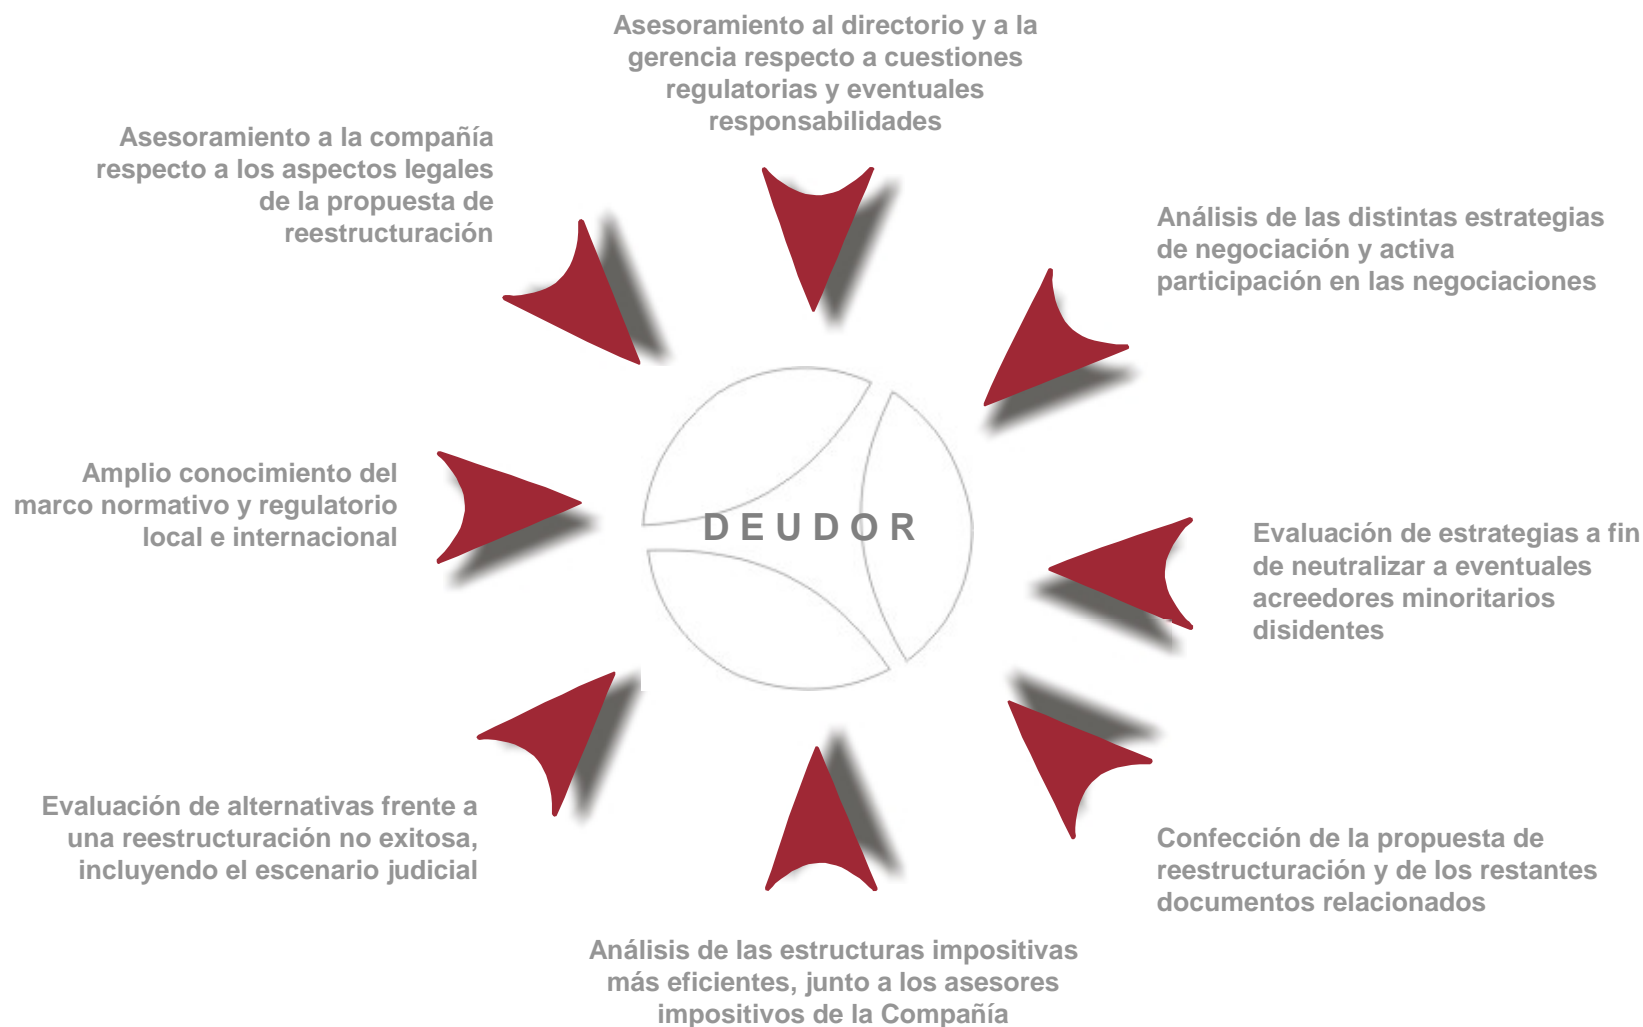 Asesoramiento al directorio y a la
gerencia respecto a cuestiones
regulatorias y eventuales
responsabilidades
Asesoramiento a la compañía
respecto a los aspectos legales
de la propuesta de
reestructuración
Análisis de las distintas estrategias
de negociación y activa
participación en las negociaciones
Amplio conocimiento del
marco normativo y regulatorio
local e internacional
DEUDOR
Evaluación de estrategias a fin
de neutralizar a eventuales
acreedores minoritarios
disidentes
Evaluación de alternativas frente a
una reestructuración no exitosa,
incluyendo el escenario judicial
Confección de la propuesta de
reestructuración y de los restantes
documentos relacionados
Análisis de las estructuras impositivas
más eficientes, junto a los asesores
impositivos de la Compañía